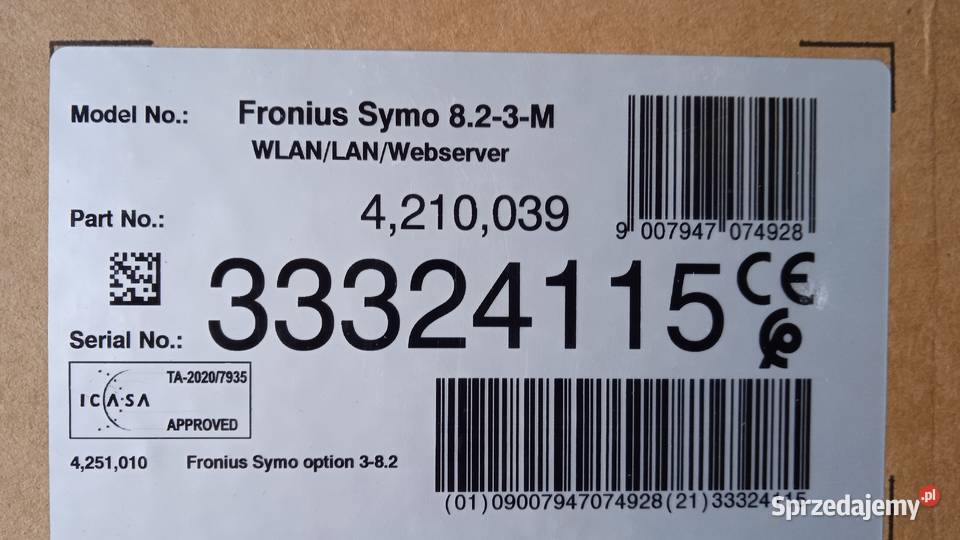 Model No.: Fronius Symo 8.2-3-M
WLAN/LAN/Webserver
Part No.: 4,210,039
9 007947 074928
Serial No.: 33324115
CE
TA-2020/7935
ICASA
APPROVED
4,251,010 Fronius Symo option 3-8.2
(01)09007947074928(21)33324115
Sprzedajemy.pl